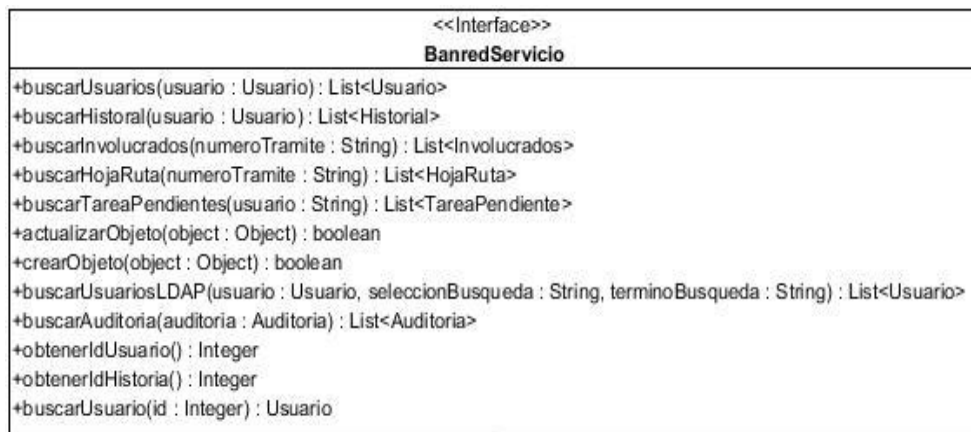 <<Interface>>
BanredServicio
+buscarUsuarios(usuario : Usuario) : List<Usuario>
+buscarHistoral(usuario : Usuario) : List<Historial>
+buscarInvolucrados(numeroTramite : String) : List<Involucrados>
+buscarHojaRuta(numeroTramite : String) : List<HojaRuta>
+buscarTareaPendientes(usuario : String) : List<TareaPendiente>
+actualizarObjeto(object : Object) : boolean
+crearObjeto(object : Object) : boolean
+buscarUsuariosLDAP(usuario : Usuario, seleccionBusqueda : String, terminoBusqueda : String) : List<Usuario>
+buscarAuditoria(auditoria : Auditoria) : List<Auditoria>
+obtenerIdUsuario() : Integer
+obtenerIdHistoria() : Integer
+buscarUsuario(id : Integer) : Usuario